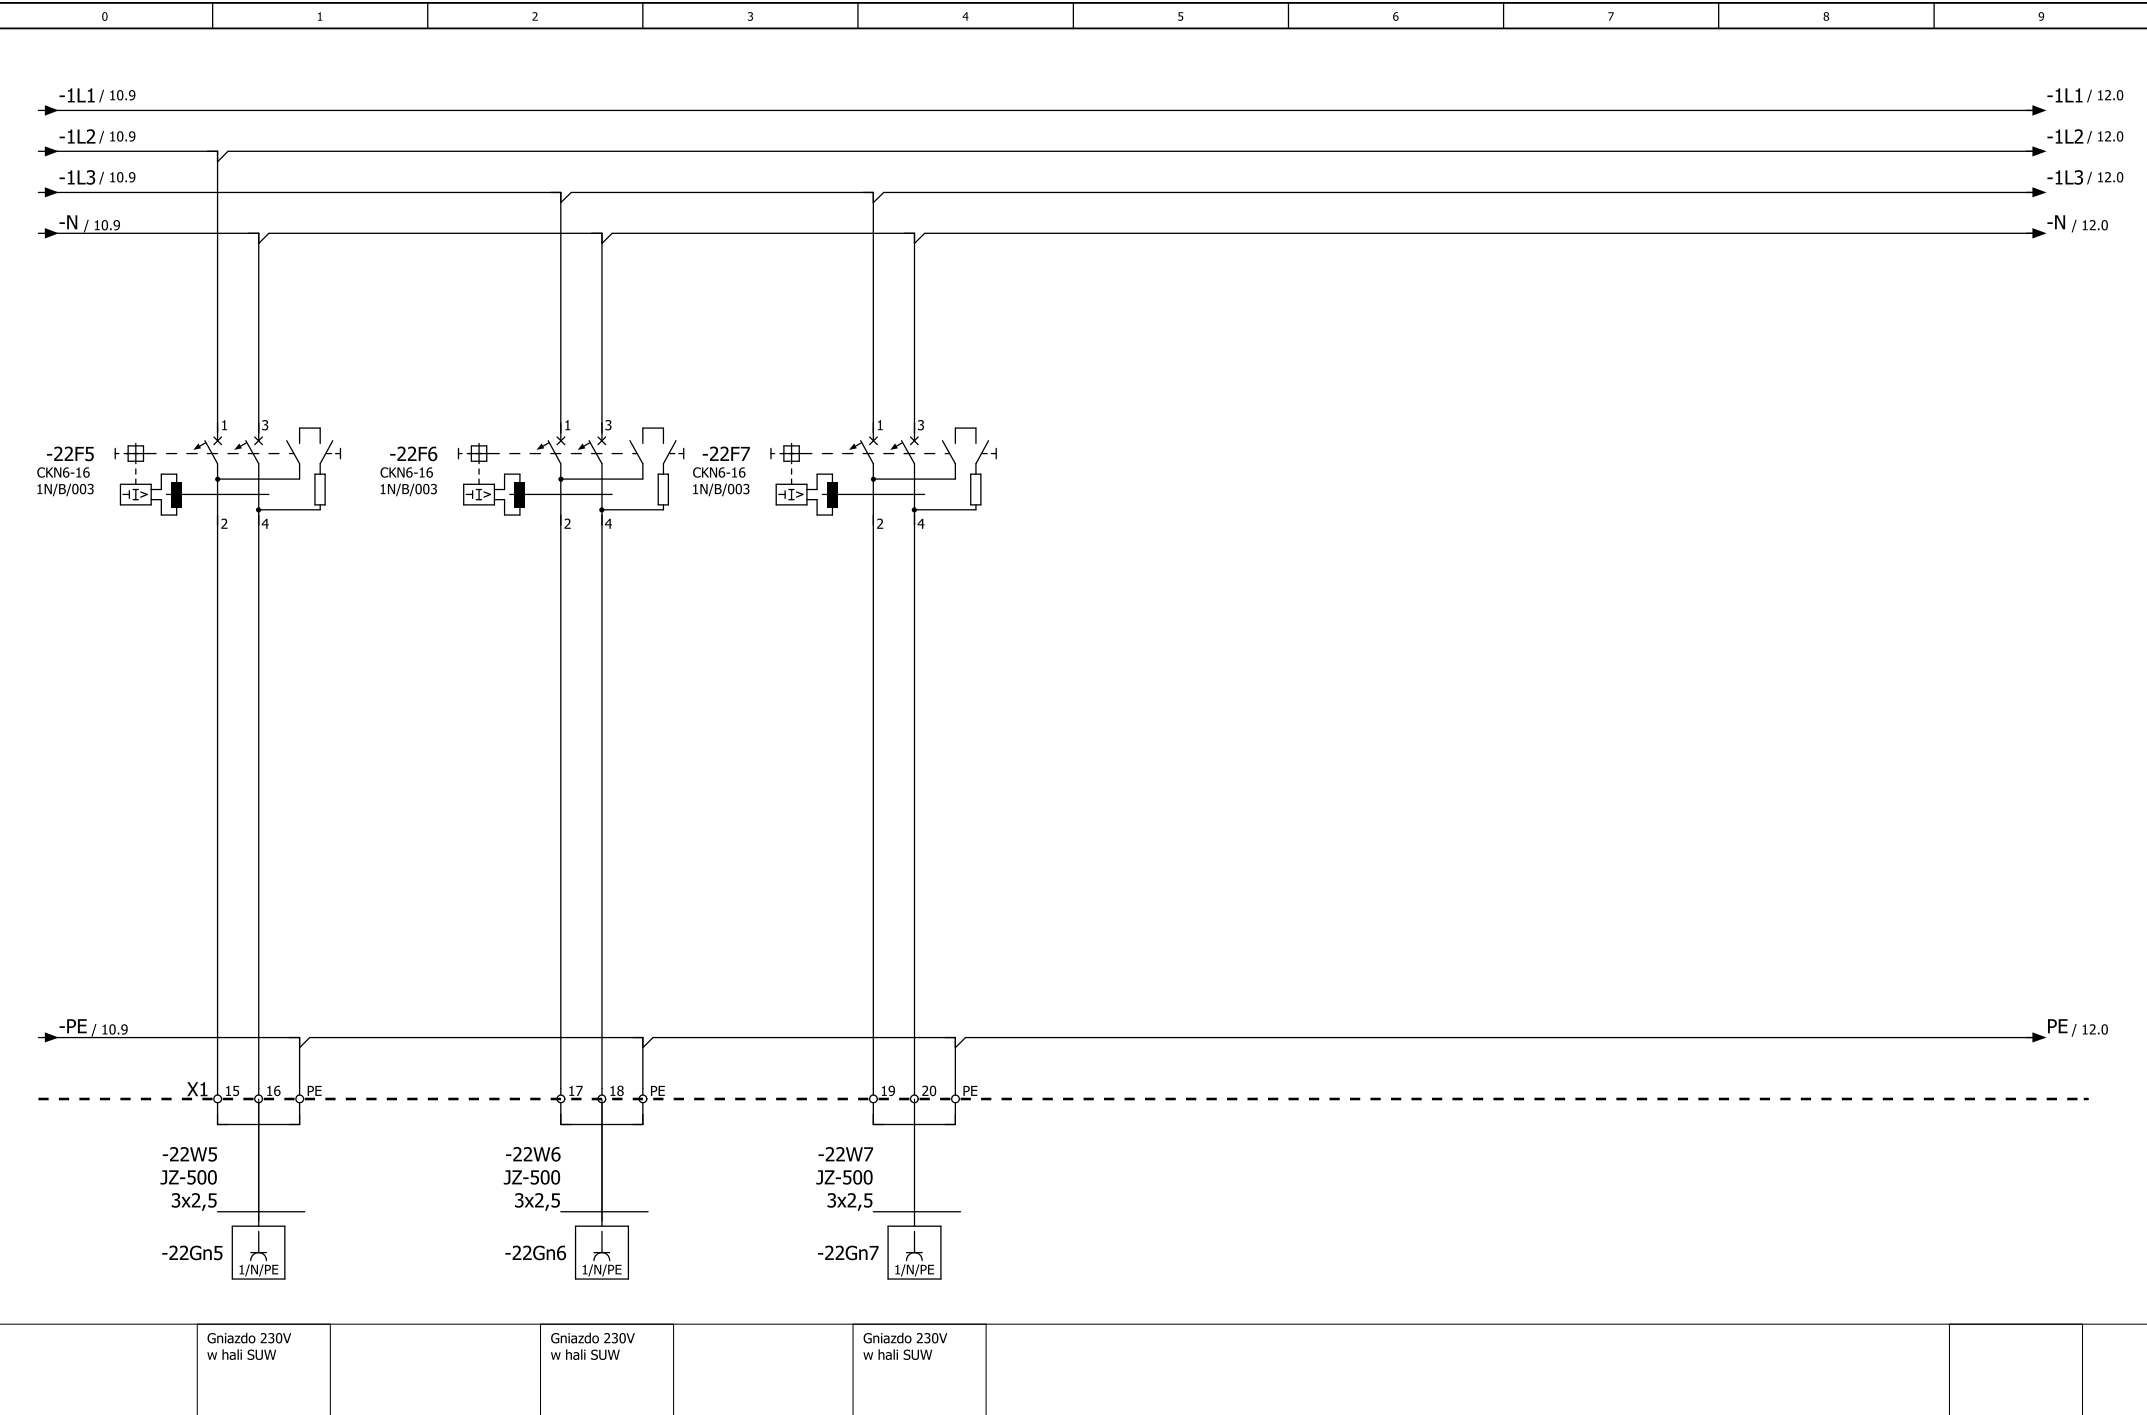 0 1 2 3 4 5 6 7 8 9
-1L1 / 10.9 -1L1 / 12.0
-1L2 / 10.9 -1L2 / 12.0
-1L3 / 10.9 -1L3 / 12.0
-N / 10.9 -N / 12.0
1 3 1 3 1 3
-22F5 -22F6 -22F7
CKN6-16 CKN6-16 CKN6-16
1N/B/003 I> 1N/B/003 I> 1N/B/003 I>
2 4 2 4 2 4
-PE / 10.9 PE / 12.0
X1 15 16 PE 17 18 PE 19 20 PE
-22W5 -22W6 -22W7
JZ-500 JZ-500 JZ-500
3x2,5 3x2,5 3x2,5
-22Gn5 -22Gn6 -22Gn7
1/N/PE 1/N/PE 1/N/PE
Gniazdo 230V Gniazdo 230V Gniazdo 230V
w hali SUW w hali SUW w hali SUW